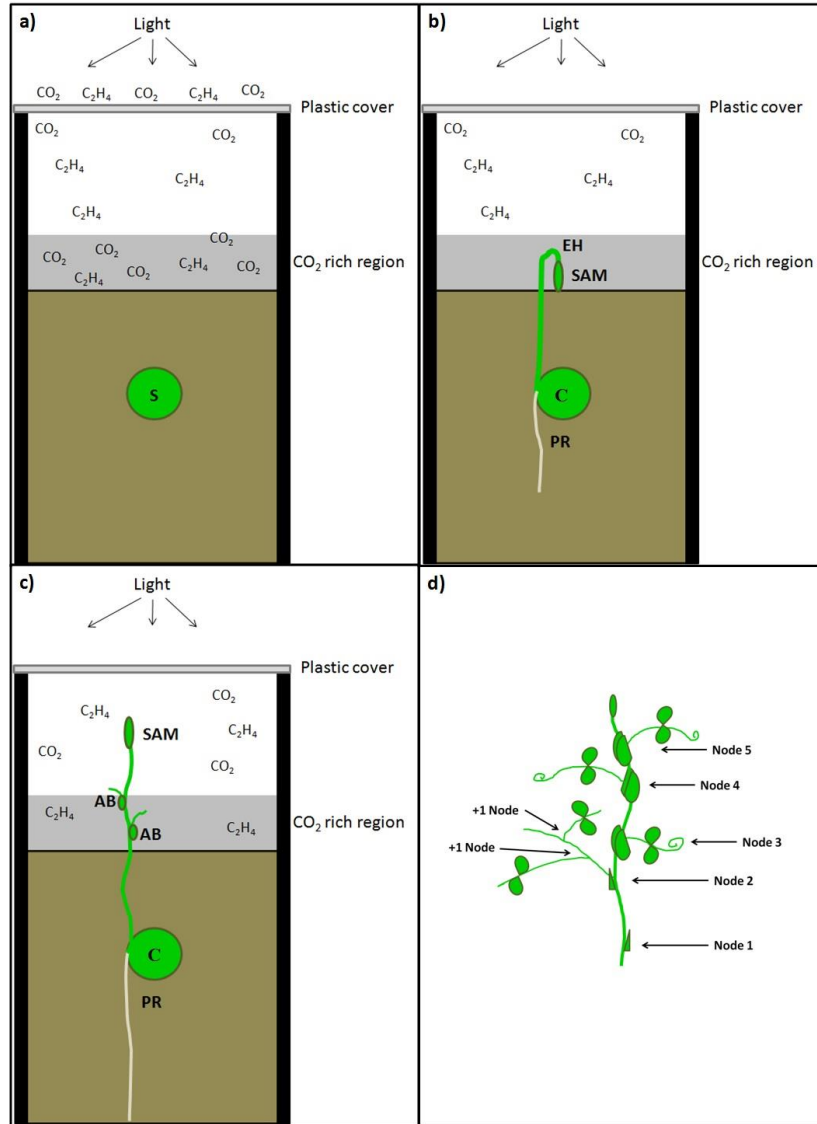 a)
Light
CO2 C2H4 CO2 C2H4 CO2
Plastic cover
CO2 CO2
C2H4
C2H4
C2H4
CO2
CO2 CO2 C2H4 CO2
C2H4 CO2
CO2 rich region
S
b)
Light
Plastic cover
CO2 CO2
C2H4
C2H4
C2H4
EH
CO2 rich region
SAM
C
PR
c)
Light
Plastic cover
CO2
C2H4
SAM
C2H4
CO2
CO2
AB
C2H4
C2H4
AB
CO2 rich region
C
PR
d)
Node 5
Node 4
+1 Node
+1 Node
Node 3
Node 2
Node 1